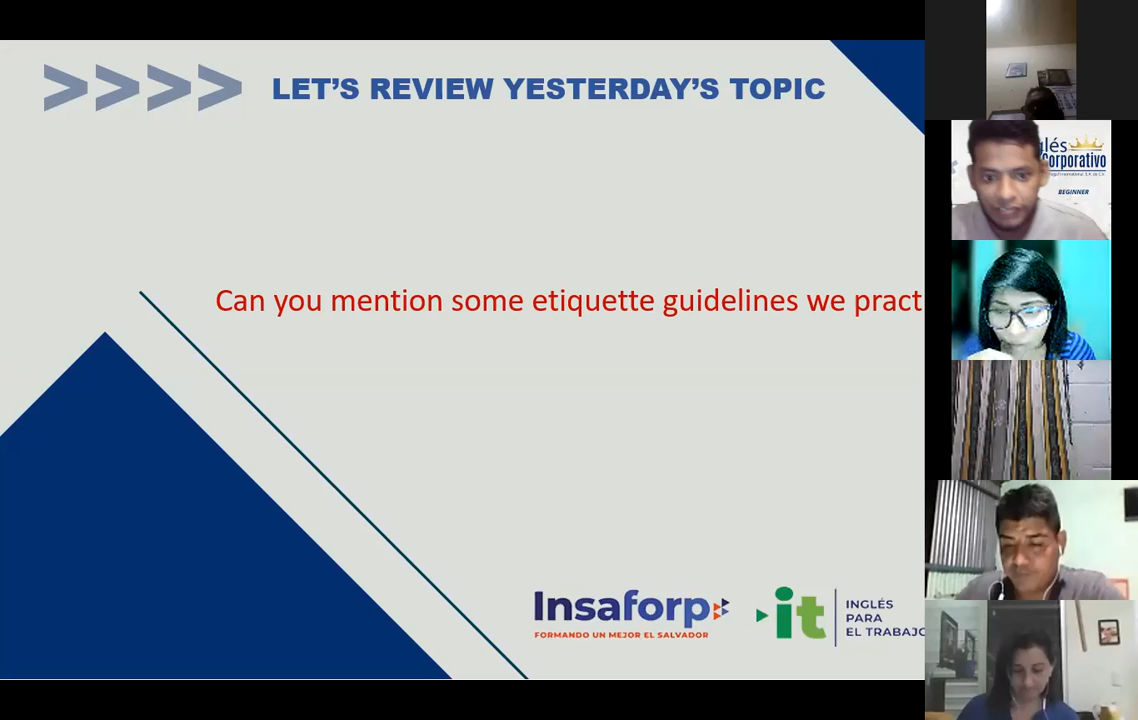 >>>> LET'S REVIEW YESTERDAY'S TOPIC
Can you mention some etiquette guidelines we pract
Insaforp
FORMANDO UN MEJOR EL SALVADOR
it
INGLÉS
PARA
EL TRABAJO
glés
Corporativo
BEGINNER